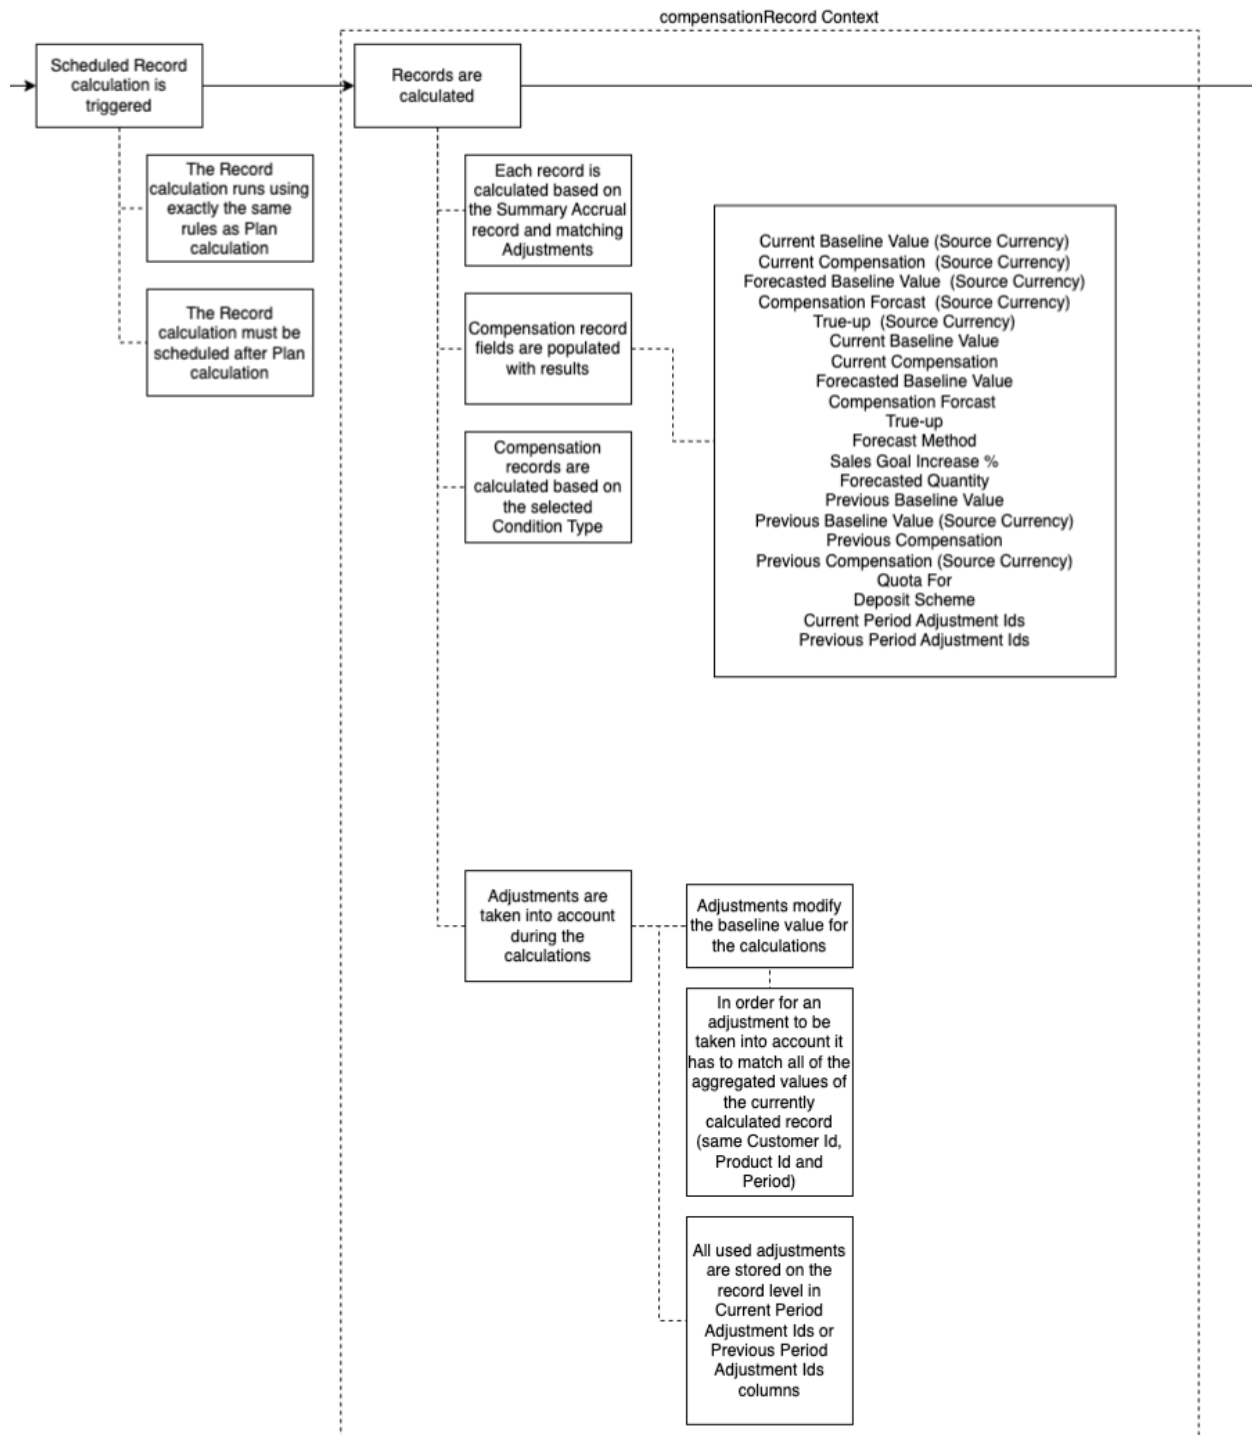 compensationRecord Context
Scheduled Record
calculation is
triggered
Records are
calculated
The Record
calculation runs using
exactly the same
rules as Plan
calculation
The Record
calculation must be
scheduled after Plan
calculation
Each record is
calculated based on
the Summary Accrual
record and matching
Adjustments
Compensation record
fields are populated
with results
Compensation
records are
calculated based on
the selected
Condition Type
Current Baseline Value (Source Currency)
Current Compensation (Source Currency)
Forecasted Baseline Value (Source Currency)
Compensation Forcast (Source Currency)
True-up (Source Currency)
Current Baseline Value
Current Compensation
Forecasted Baseline Value
Compensation Forcast
True-up
Forecast Method
Sales Goal Increase %
Forecasted Quantity
Previous Baseline Value
Previous Baseline Value (Source Currency)
Previous Compensation
Previous Compensation (Source Currency)
Quota For
Deposit Scheme
Current Period Adjustment Ids
Previous Period Adjustment Ids
Adjustments are
taken into account
during the
calculations
Adjustments modify
the baseline value for
the calculations
In order for an
adjustment to be
taken into account it
has to match all of the
aggregated values of
the currently
calculated record
(same Customer Id,
Product Id and
Period)
All used adjustments
are stored on the
record level in
Current Period
Adjustment Ids or
Previous Period
Adjustment Ids
columns